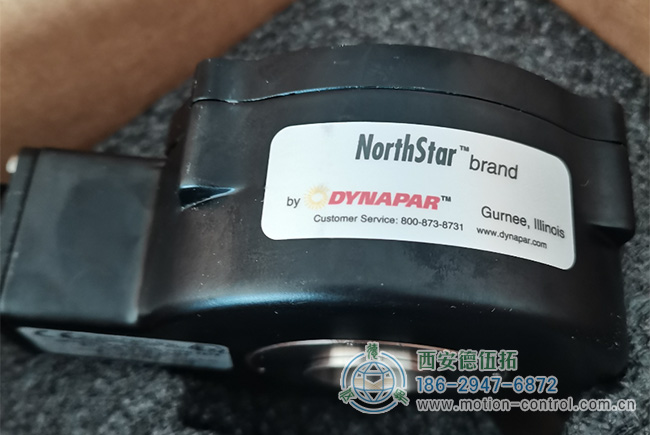 NorthStar™ brand
by DYNAPAR™
Customer Service: 800-873-8731
Gurnee, Illinois
www.dynapar.com
德
西安德伍拓
186-2947-6872
www.motion-control.com.cn